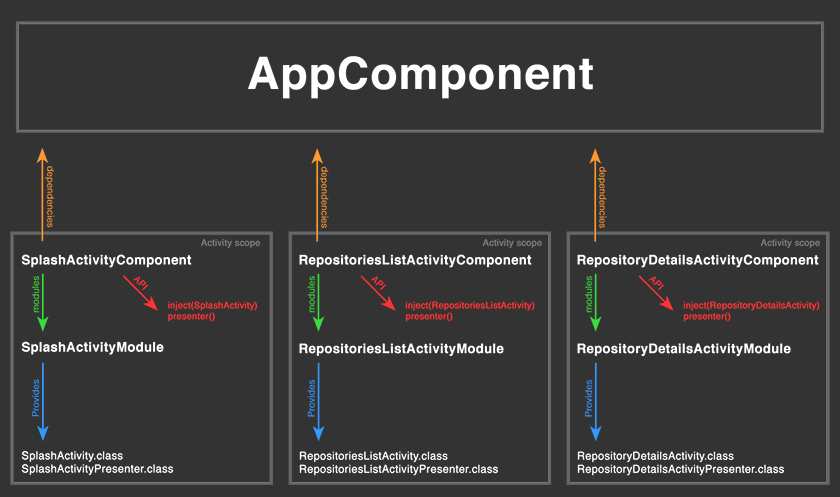 AppComponent
dependencies
dependencies
dependencies
Activity scope
SplashActivityComponent
modules
API
inject(SplashActivity)
presenter()
SplashActivityModule
Provides
SplashActivity.class
SplashActivityPresenter.class
Activity scope
RepositoriesListActivityComponent
modules
API
inject(RepositoriesListActivity)
presenter()
RepositoriesListActivityModule
Provides
RepositoriesListActivity.class
RepositoriesListActivityPresenter.class
Activity scope
RepositoryDetailsActivityComponent
modules
API
inject(RepositoryDetailsActivity)
presenter()
RepositoryDetailsActivityModule
Provides
RepositoryDetailsActivity.class
RepositoryDetailsActivityPresenter.class